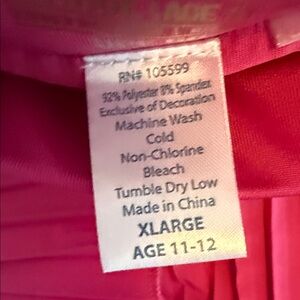 RN# 105599
92% Polyester 8% Spandex
Exclusive of Decoration
Machine Wash
Cold
Non-Chlorine
Bleach
Tumble Dry Low
Made in China
XLARGE
AGE 11-12